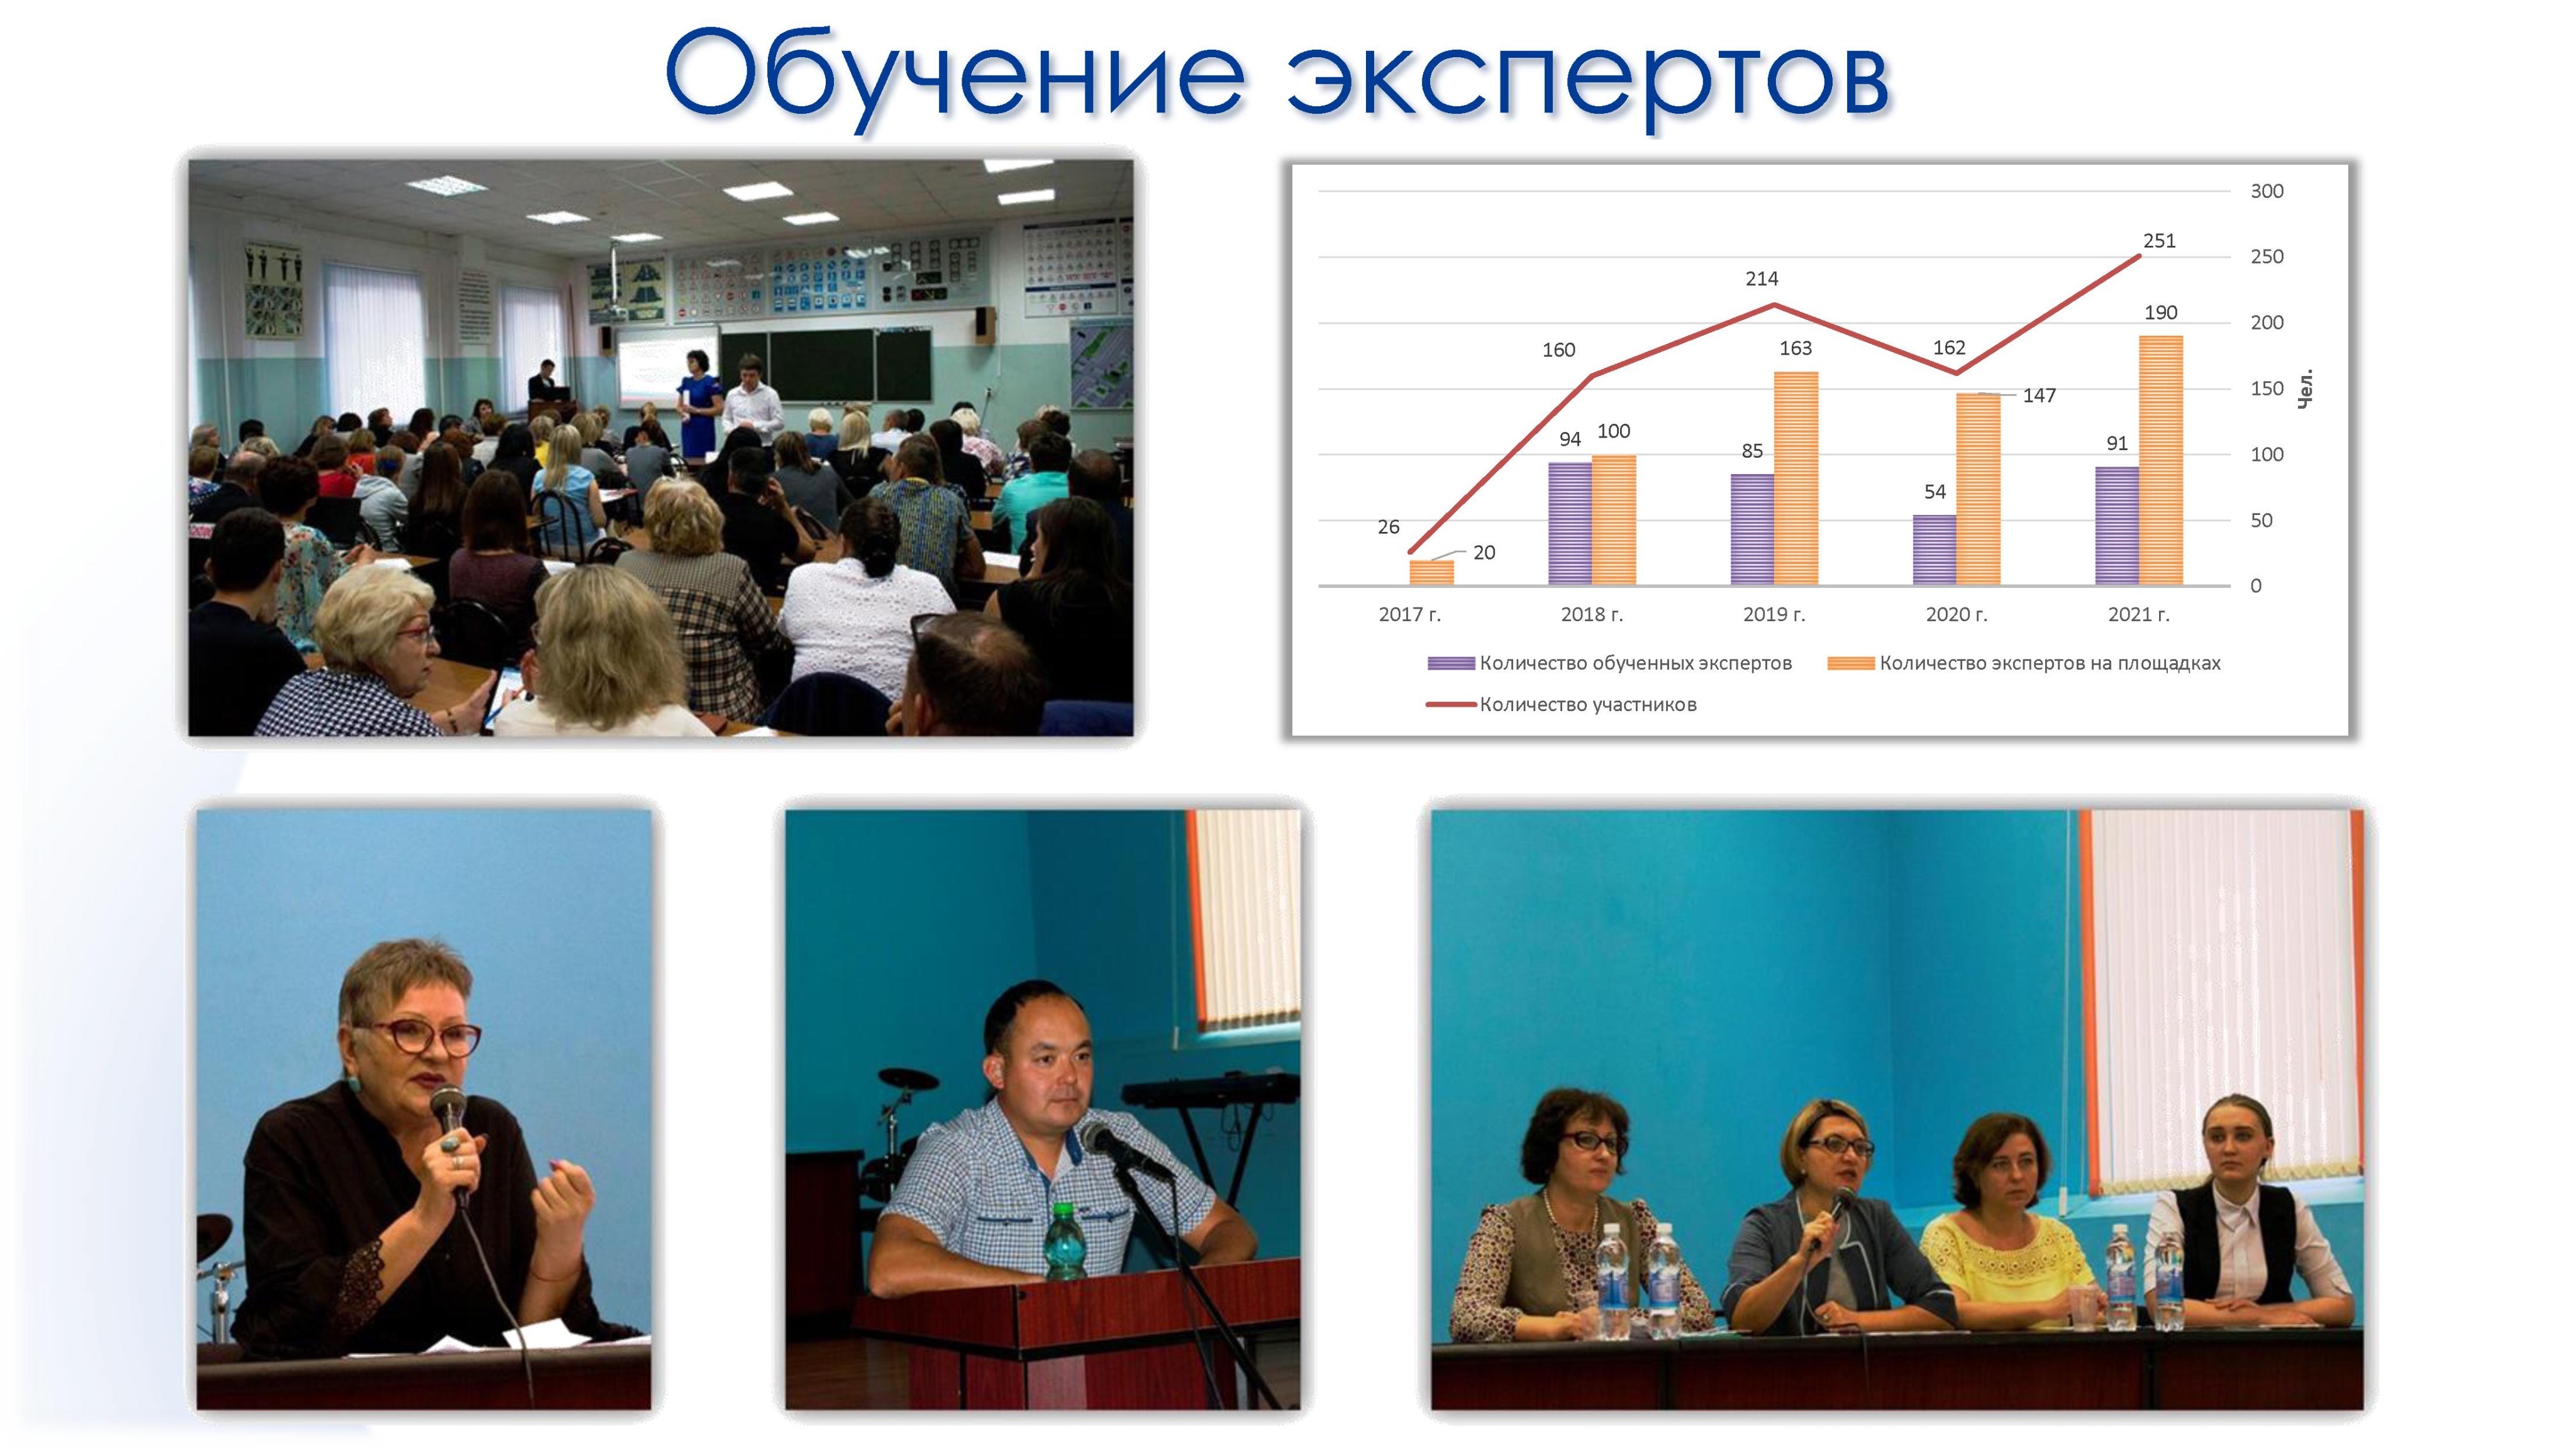 Обучение экспертов
300
250
200
150
100
50
0
Чел.
26
160
214
162
251
20
94
100
85
163
54
147
91
190
2017 г.
2018 г.
2019 г.
2020 г.
2021 г.
Количество обученных экспертов
Количество экспертов на площадках
Количество участников